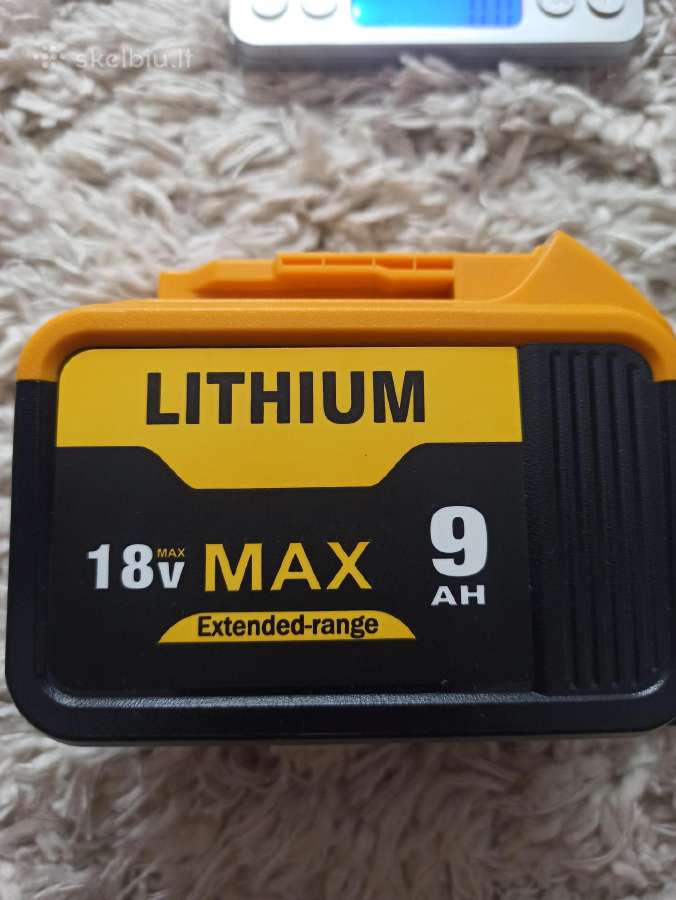 skelbiu.lt
LITHIUM
18v MAX MAX
9
AH
Extended-range